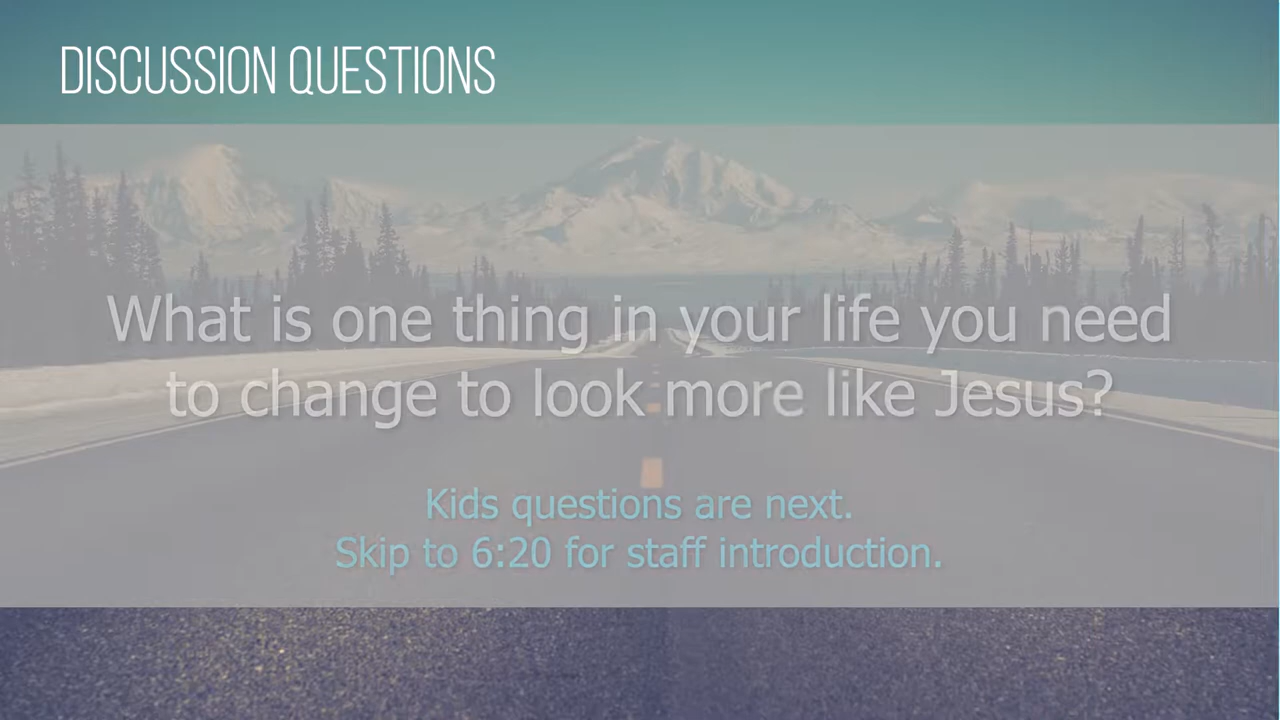 DISCUSSION QUESTIONS
What is one thing in your life you need
to change to look more like Jesus?
Kids questions are next.
Skip to 6:20 for staff introduction.